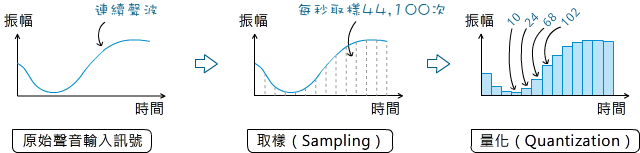 連續聲波
振幅
時間
原始聲音輸入訊號
每秒取樣44,100次
振幅
時間
取樣（Sampling）
10
24
68
102
振幅
時間
量化（Quantization）